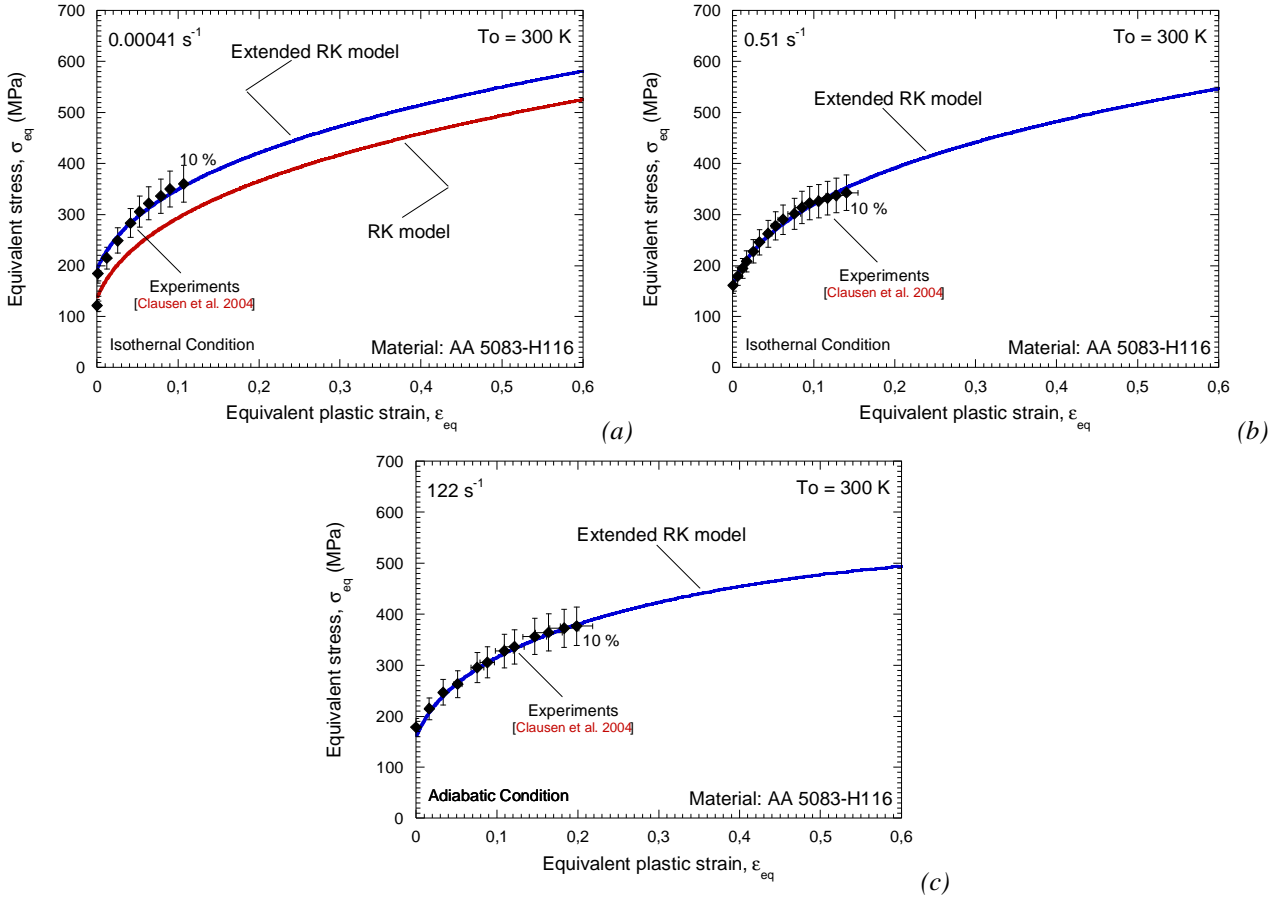 700
600
500
400
300
200
100
0
0
0,1
0,2
0,3
0,4
0,5
0,6
Equivalent stress, σeq (MPa)
Equivalent plastic strain, εeq
0.00041 s-1
To = 300 K
Extended RK model
10 %
RK model
Experiments
[Clausen et al. 2004]
Isothernal Condition
Material: AA 5083-H116
(a)
700
600
500
400
300
200
100
0
0
0,1
0,2
0,3
0,4
0,5
0,6
Equivalent stress, σeq (MPa)
Equivalent plastic strain, εeq
0.51 s-1
To = 300 K
Extended RK model
10 %
Experiments
[Clausen et al. 2004]
Isothernal Condition
Material: AA 5083-H116
(b)
700
600
500
400
300
200
100
0
0
0,1
0,2
0,3
0,4
0,5
0,6
Equivalent stress, σeq (MPa)
Equivalent plastic strain, εeq
122 s-1
To = 300 K
Extended RK model
10 %
Experiments
[Clausen et al. 2004]
Adiabatic Condition
Material: AA 5083-H116
(c)